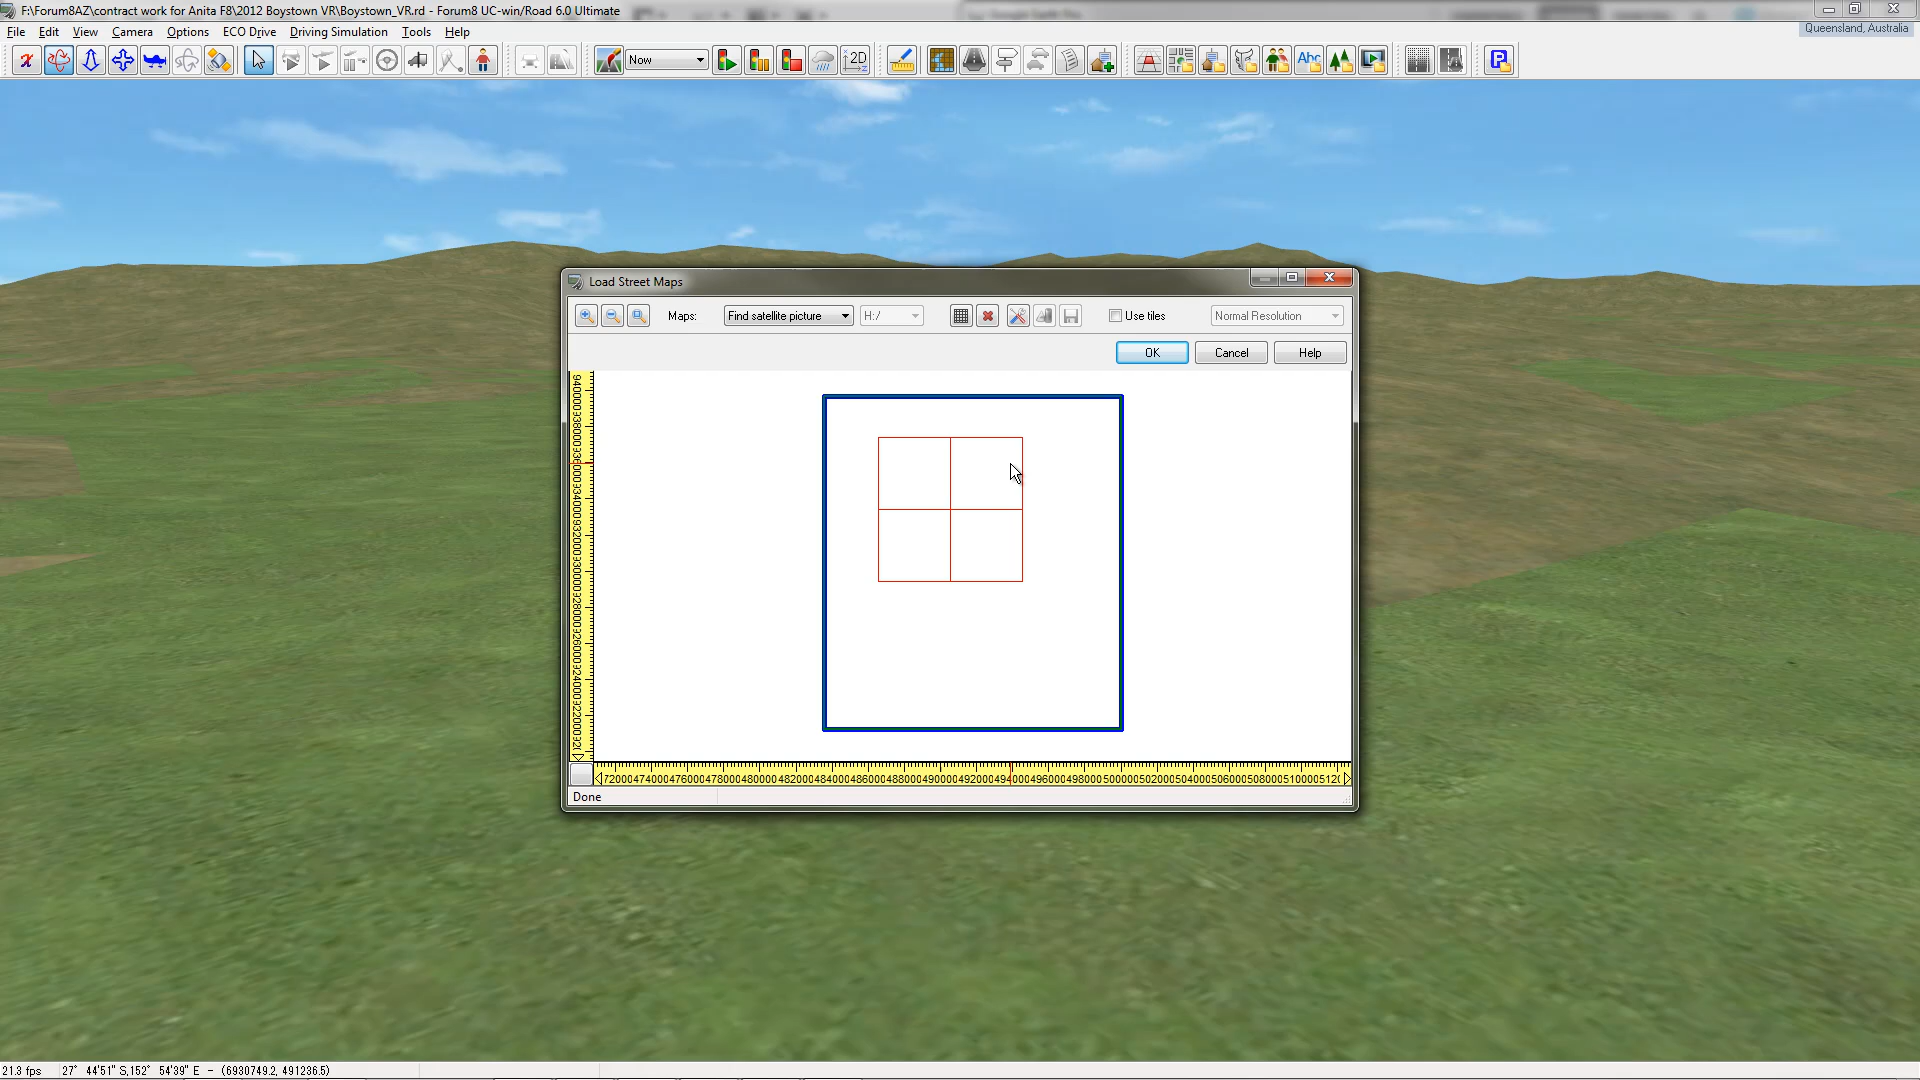 F:\Forum8AZ\contract work for Anita F8\2012 Boystown VR\Boystown_VR.rd - Forum8 UC-win/Road 6.0 Ultimate
File Edit View Camera Options ECO Drive Driving Simulation Tools Help
Queensland, Australia
Now
2D
Abc
P
Load Street Maps
Maps: Find satellite picture H:/ Use tiles Normal Resolution
OK Cancel Help
Done
21.3 fps 27° 44'51" S,152° 54'39" E - (6930749.2, 491236.5)